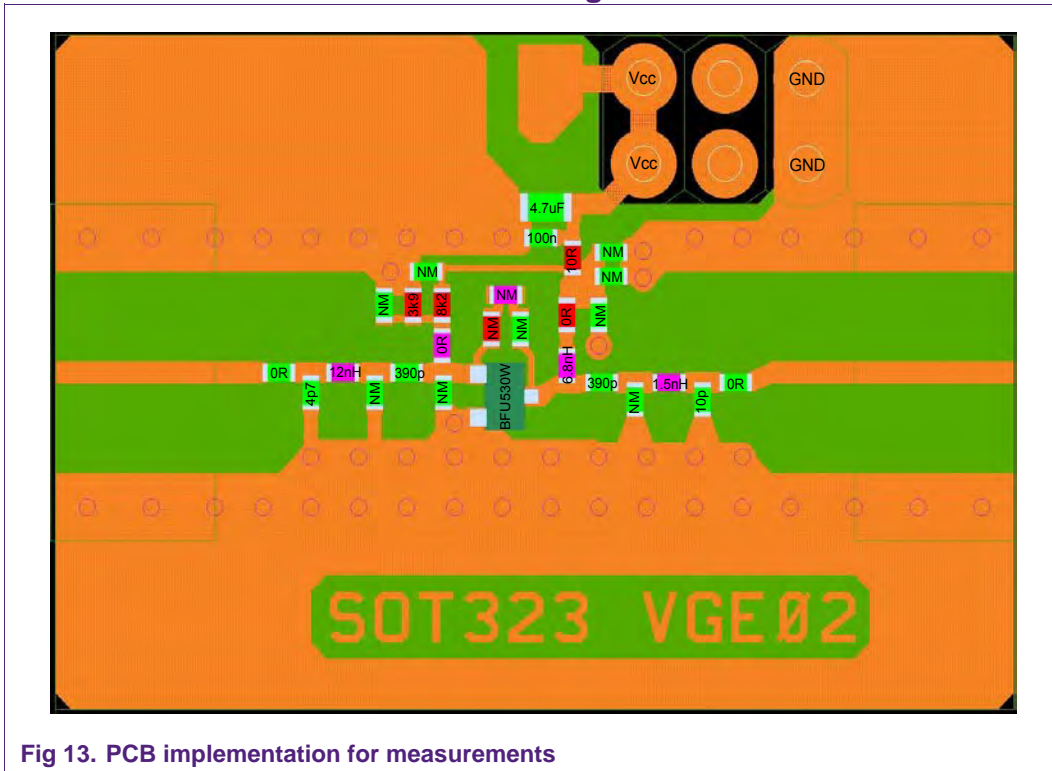 Vcc
GND
Vcc
GND
4.7uF
100n
10R
NM
NM
NM
NM
3k9
8k2
NM
NM
NM
0R
NM
0R
6.8nH
0R
12nH
390p
4p7
NM
NM
BFU530W
390p
1.5nH
0R
NM
10p
SOT323 VGEØ2
Fig 13. PCB implementation for measurements